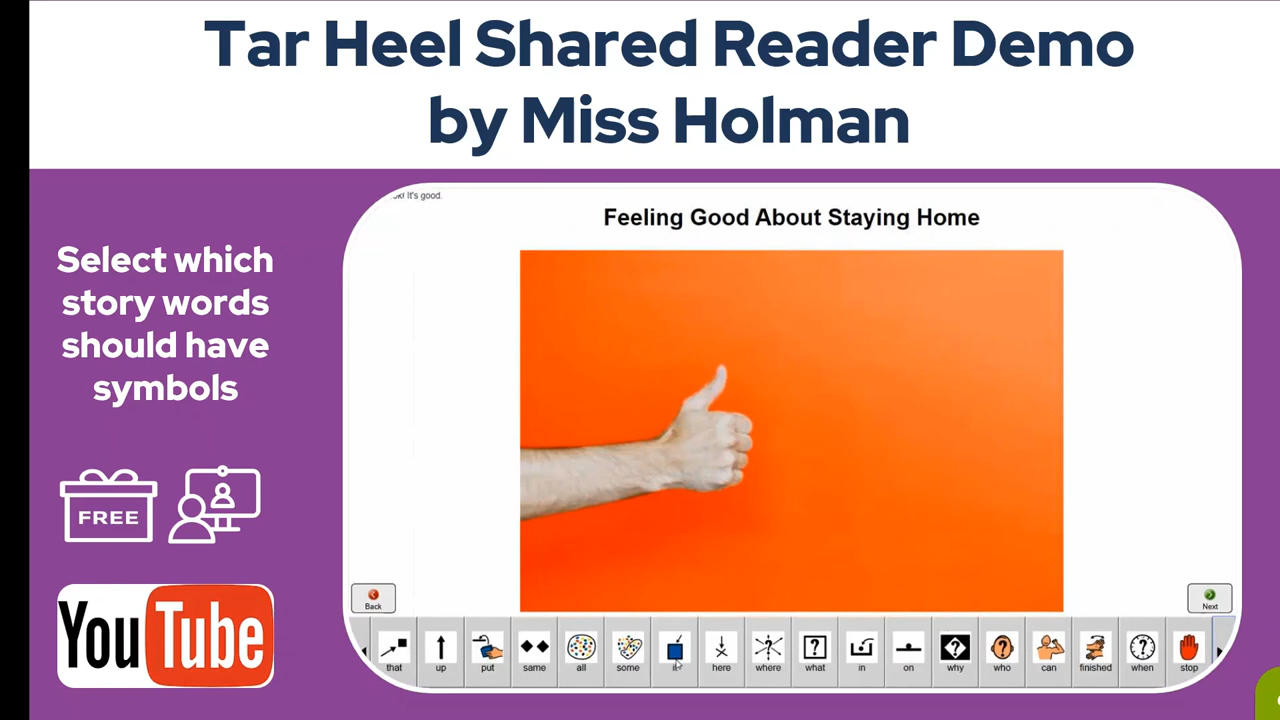 Tar Heel Shared Reader Demo
by Miss Holman
Select which
story words
should have
symbols
FREE
YouTube
It's good.
Feeling Good About Staying Home
Back
Next
that up put same all some it here where what in on why who can finished when stop